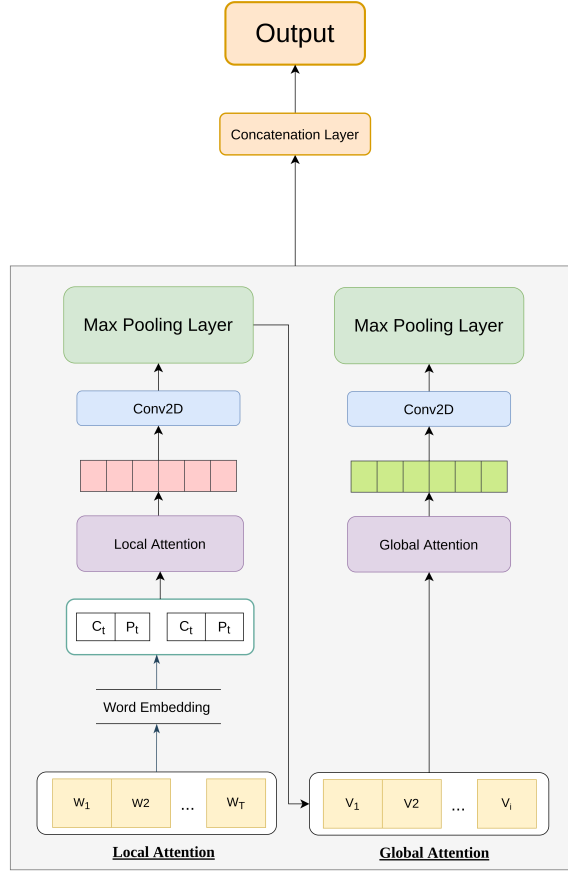 Output
Concatenation Layer
Max Pooling Layer Max Pooling Layer
Conv2D Conv2D
Local Attention Global Attention
Ct Pt Ct Pt
Word Embedding
W1 W2 ... WT V1 V2 ... Vi
Local Attention Global Attention